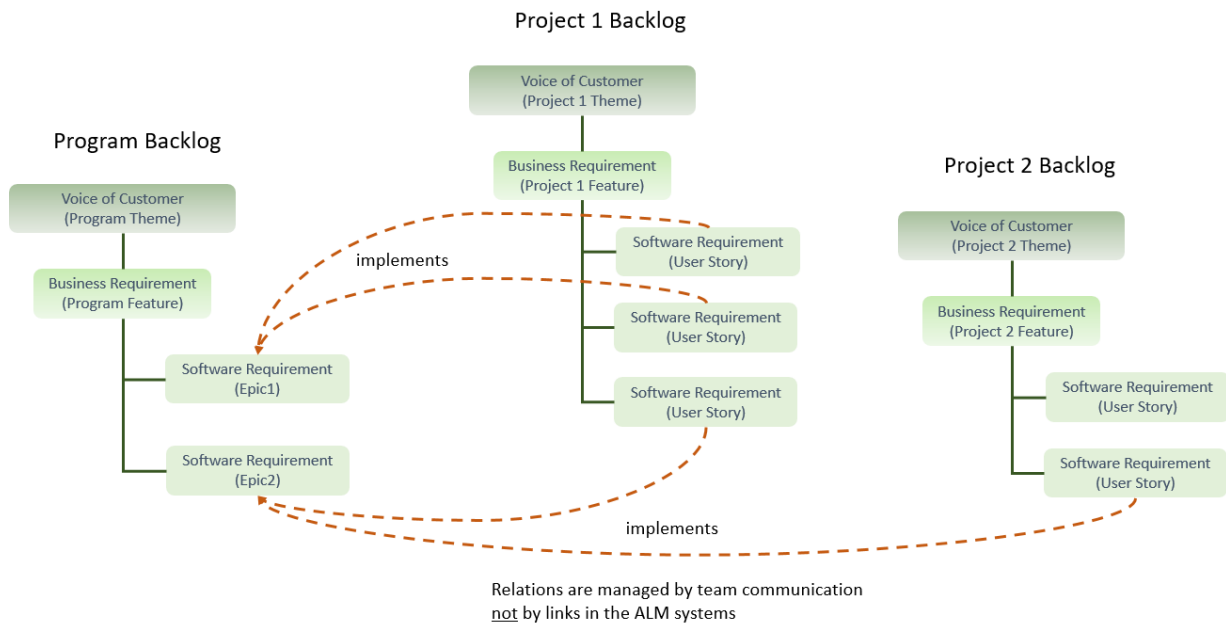 Project 1 Backlog
Voice of Customer
(Project 1 Theme)
Business Requirement
(Project 1 Feature)
Software Requirement
(User Story)
Software Requirement
(User Story)
Software Requirement
(User Story)
Program Backlog
Voice of Customer
(Program Theme)
Business Requirement
(Program Feature)
Software Requirement
(Epic1)
Software Requirement
(Epic2)
implements
implements
Project 2 Backlog
Voice of Customer
(Project 2 Theme)
Business Requirement
(Project 2 Feature)
Software Requirement
(User Story)
Software Requirement
(User Story)
Relations are managed by team communication
not by links in the ALM systems